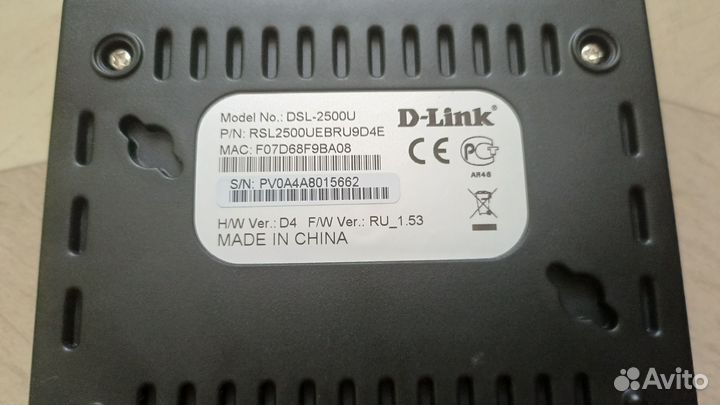 Model No.: DSL-2500U
D-Link
P/N: RSL2500UEBRU9D4E
MAC: F07D68F9BA08
CE
АЯ46
S/N: PV0A4A8015662
H/W Ver.: D4 F/W Ver.: RU_1.53
MADE IN CHINA
Avito